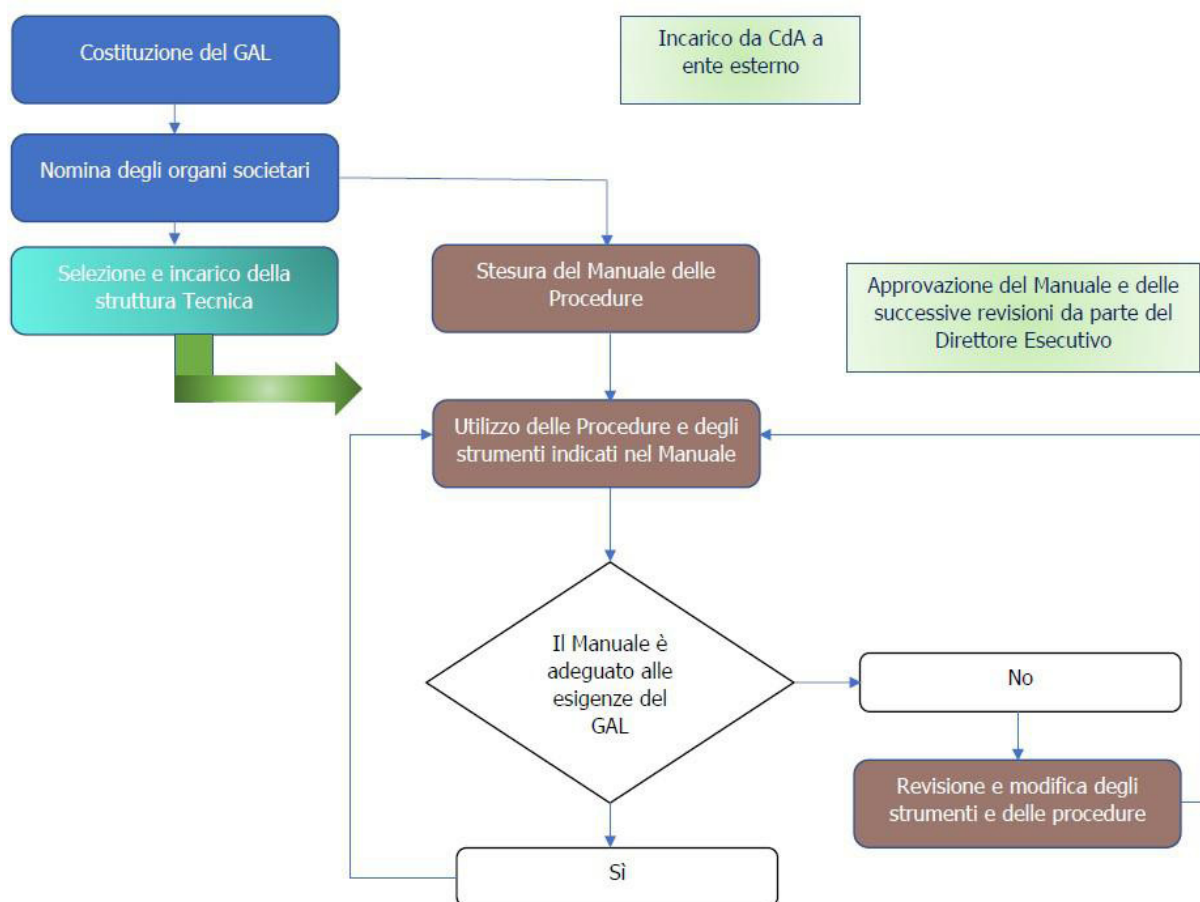 Costituzione del GAL
Incarico da CdA a
ente esterno
Nomina degli organi societari
Selezione e incarico della
struttura Tecnica
Stesura del Manuale delle
Procedure
Approvazione del Manuale e delle
successive revisioni da parte del
Direttore Esecutivo
Utilizzo delle Procedure e degli
strumenti indicati nel Manuale
Il Manuale è
adeguato alle
esigenze del
GAL
No
Revisione e modifica degli
strumenti e delle procedure
Sì